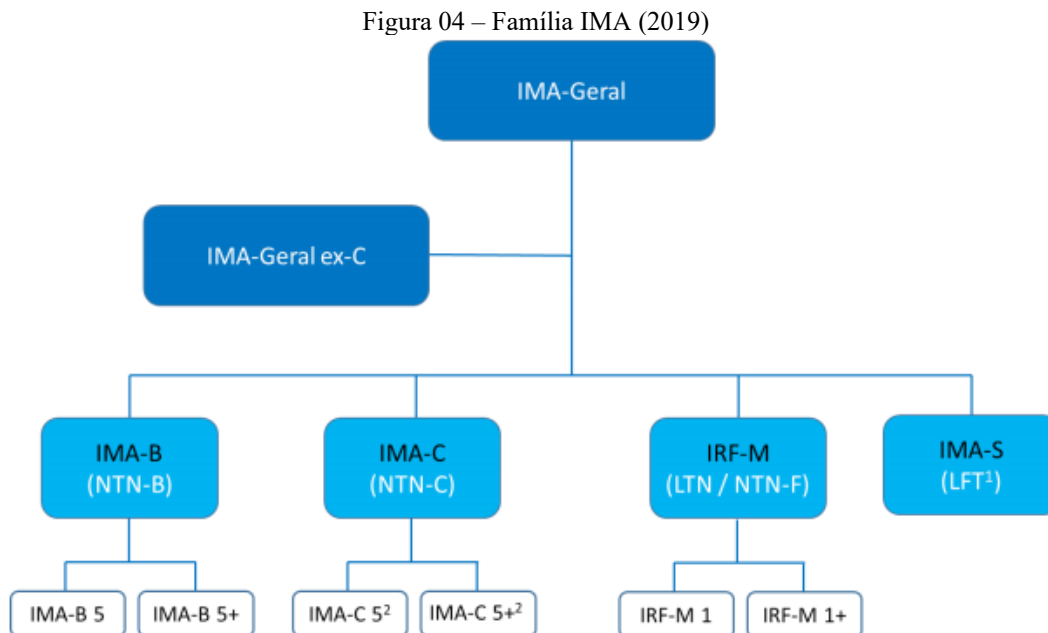 Figura 04 – Família IMA (2019)
IMA-Geral
IMA-Geral ex-C
IMA-B
(NTN-B)
IMA-C
(NTN-C)
IRF-M
(LTN / NTN-F)
IMA-S
(LFT¹)
IMA-B 5
IMA-B 5+
IMA-C 5²
IMA-C 5+²
IRF-M 1
IRF-M 1+